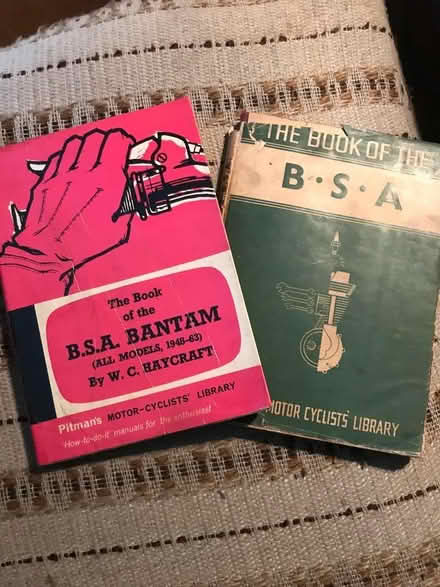 The Book
of the
B.S.A. BANTAM
(ALL MODELS, 1948-63)
By W. C. HAYCRAFT
Pitman's MOTOR-CYCLISTS' LIBRARY
"How-to-do-it" manuals for the enthusiast
THE BOOK OF THE
B·S·A
MOTOR CYCLISTS' LIBRARY